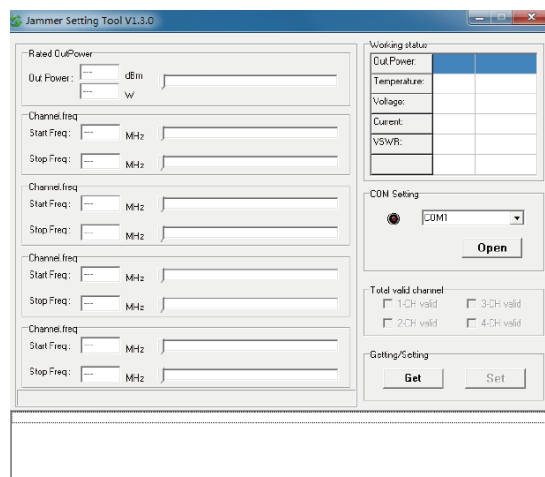 Jammer Setting Tool V1.3.0
Rated OutPower
Out Power: --- dBm
--- W
Channel.freq
Start Freq: --- MHz
Stop Freq: --- MHz
Channel.freq
Start Freq: --- MHz
Stop Freq: --- MHz
Channel.freq
Start Freq: --- MHz
Stop Freq: --- MHz
Channel.freq
Start Freq: --- MHz
Stop Freq: --- MHz
Working status
Out Power:
Temperature:
Voltage:
Current:
VSWR:
COM Setting
COM1
Open
Total valid channel
1-CH valid 3-CH valid
2-CH valid 4-CH valid
Getting/Setting
Get Set